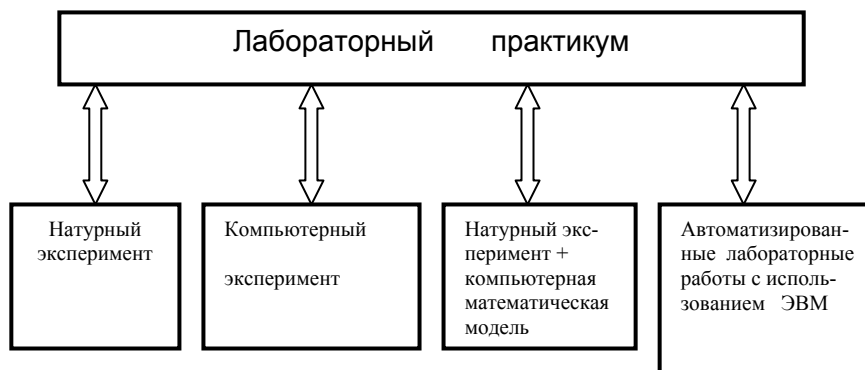 Лабораторный практикум
Натурный
эксперимент
Компьютерный
эксперимент
Натурный экс-
перимент +
компьютерная
математическая
модель
Автоматизирован-
ные лабораторные
работы с исполь-
зованием ЭВМ